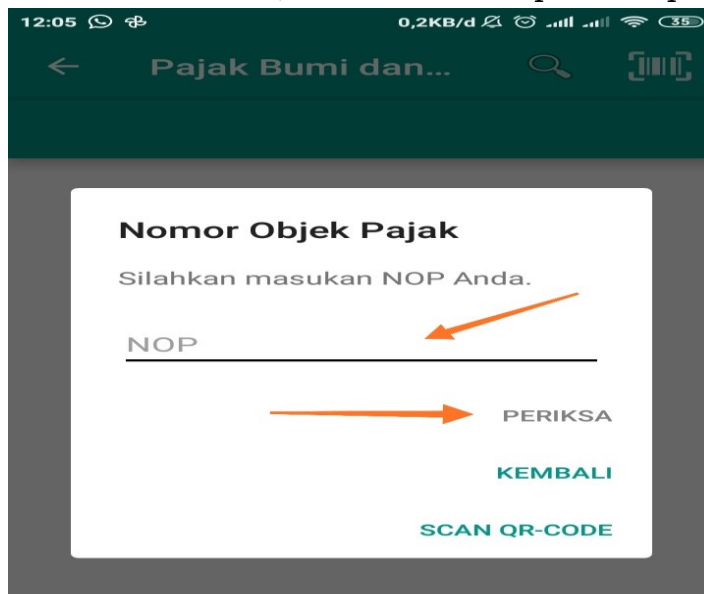 12:05 0,2KB/d 35
Pajak Bumi dan...
Nomor Objek Pajak
Silahkan masukan NOP Anda.
NOP
PERIKSA
KEMBALI
SCAN QR-CODE